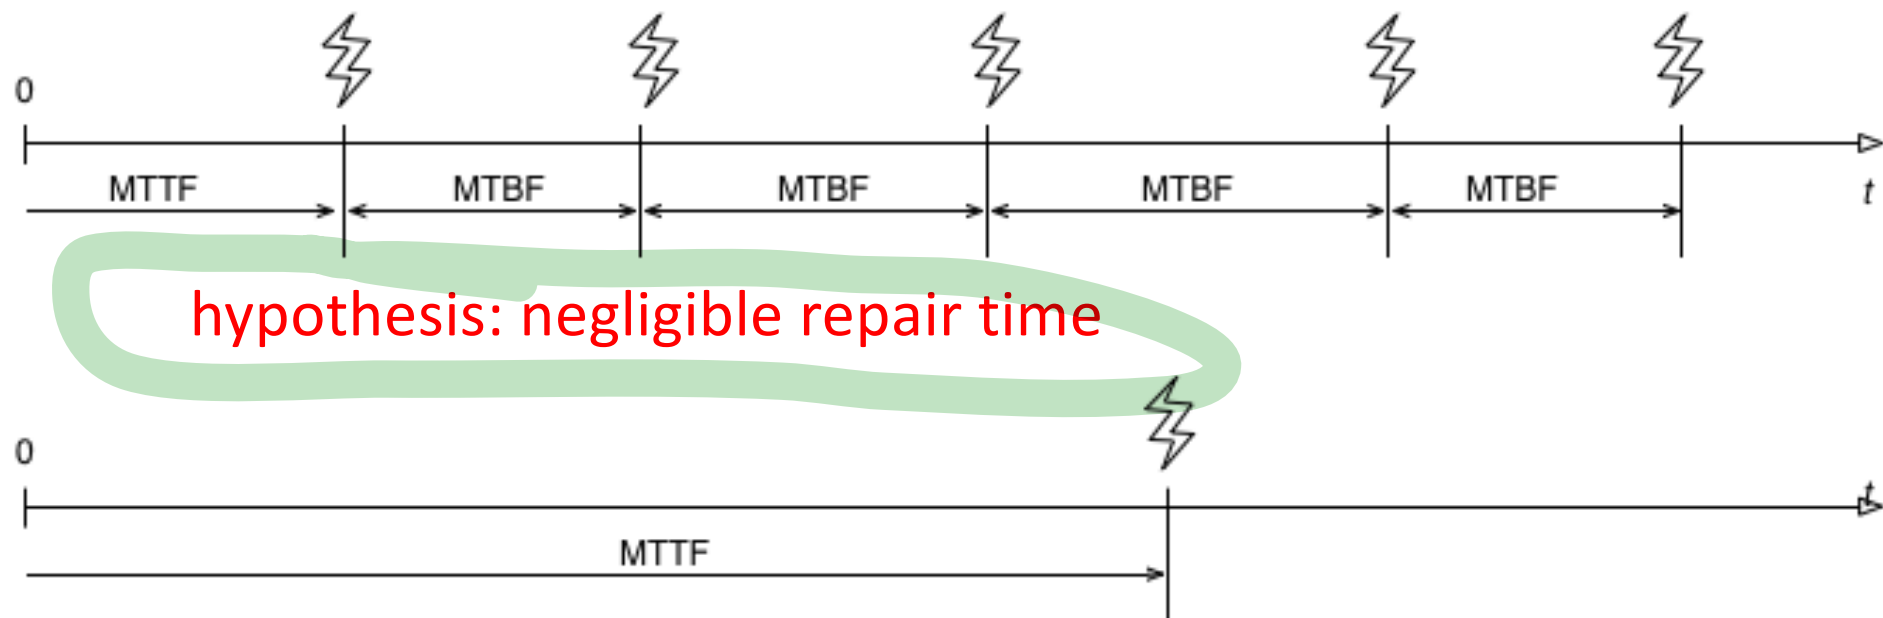 0
MTTF MTBF MTBF MTBF MTBF t
hypothesis: negligible repair time
0
t
MTTF